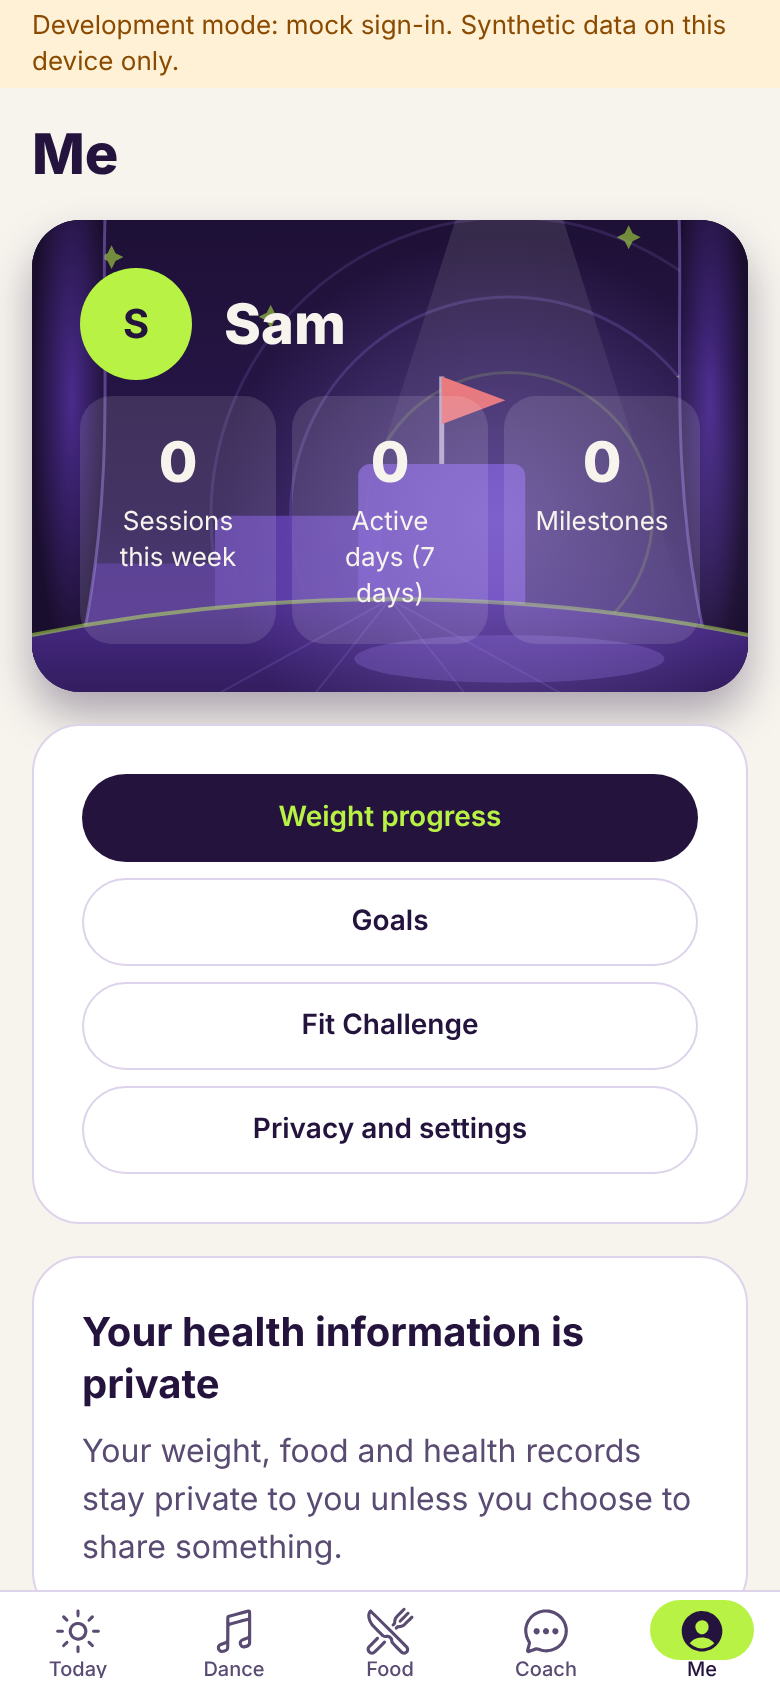 Development mode: mock sign-in. Synthetic data on this
device only.
Me
S
Sam
0
Sessions
this week
0
Active
days (7
days)
0
Milestones
Weight progress
Goals
Fit Challenge
Privacy and settings
Your health information is
private
Your weight, food and health records
stay private to you unless you choose to
share something.
Today
Dance
Food
Coach
Me